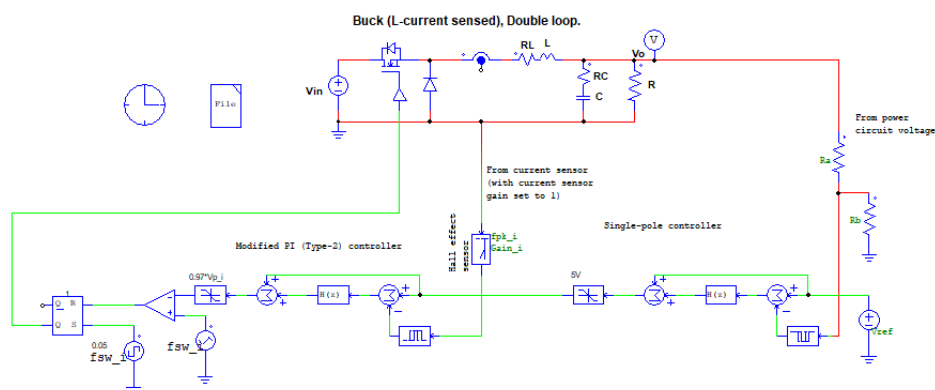 Buck (L-current sensed), Double loop.
RL
L
Vo
V
Vin
RC
C
R
File
From power
circuit voltage
Ra
Rb
From current sensor
(with current sensor
gain set to 1)
Hall effect
sensor
fpk_i
Gain_i
Single-pole controller
Modified PI (Type-2) controller
0.97*Vp_i
H(z)
5V
H(z)
Vref
1
Q
R
Q
S
0.05
fsw_i
fsw_i